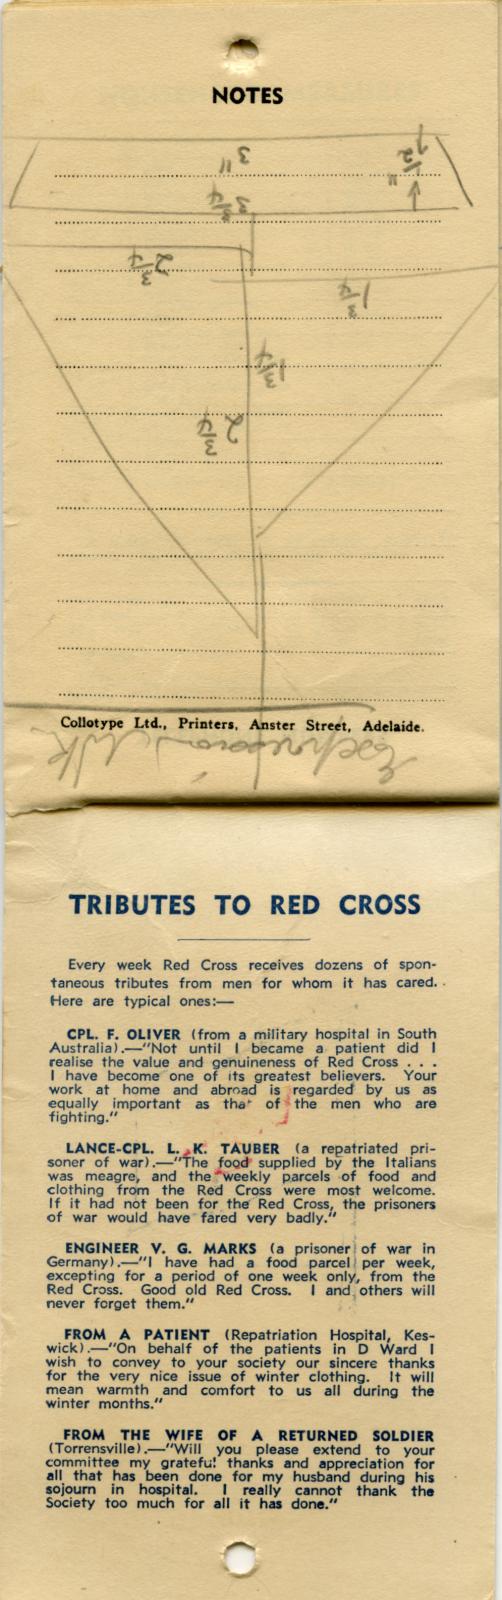 NOTES
3"
1/2"
3 3/4
2 3/4
1 3/4
1 3/4
2 3/4
Collotype Ltd., Printers, Anster Street, Adelaide.
TRIBUTES TO RED CROSS
Every week Red Cross receives dozens of spon-
taneous tributes from men for whom it has cared.
Here are typical ones:—
CPL. F. OLIVER (from a military hospital in South
Australia).—"Not until I became a patient did I
realise the value and genuineness of Red Cross . . .
I have become one of its greatest believers. Your
work at home and abroad is regarded by us as
equally important as that of the men who are
fighting."
LANCE-CPL. L. K. TAUBER (a repatriated pri-
soner of war).—"The food supplied by the Italians
was meagre, and the weekly parcels of food and
clothing from the Red Cross were most welcome.
If it had not been for the Red Cross, the prisoners
of war would have fared very badly."
ENGINEER V. G. MARKS (a prisoner of war in
Germany).—"I have had a food parcel per week,
excepting for a period of one week only, from the
Red Cross. Good old Red Cross. I and others will
never forget them."
FROM A PATIENT (Repatriation Hospital, Kes-
wick).—"On behalf of the patients in D Ward I
wish to convey to your society our sincere thanks
for the very nice issue of winter clothing. It will
mean warmth and comfort to us all during the
winter months."
FROM THE WIFE OF A RETURNED SOLDIER
(Torrensville).—"Will you please extend to your
committee my grateful thanks and appreciation for
all that has been done for my husband during his
sojourn in hospital. I really cannot thank the
Society too much for all it has done."